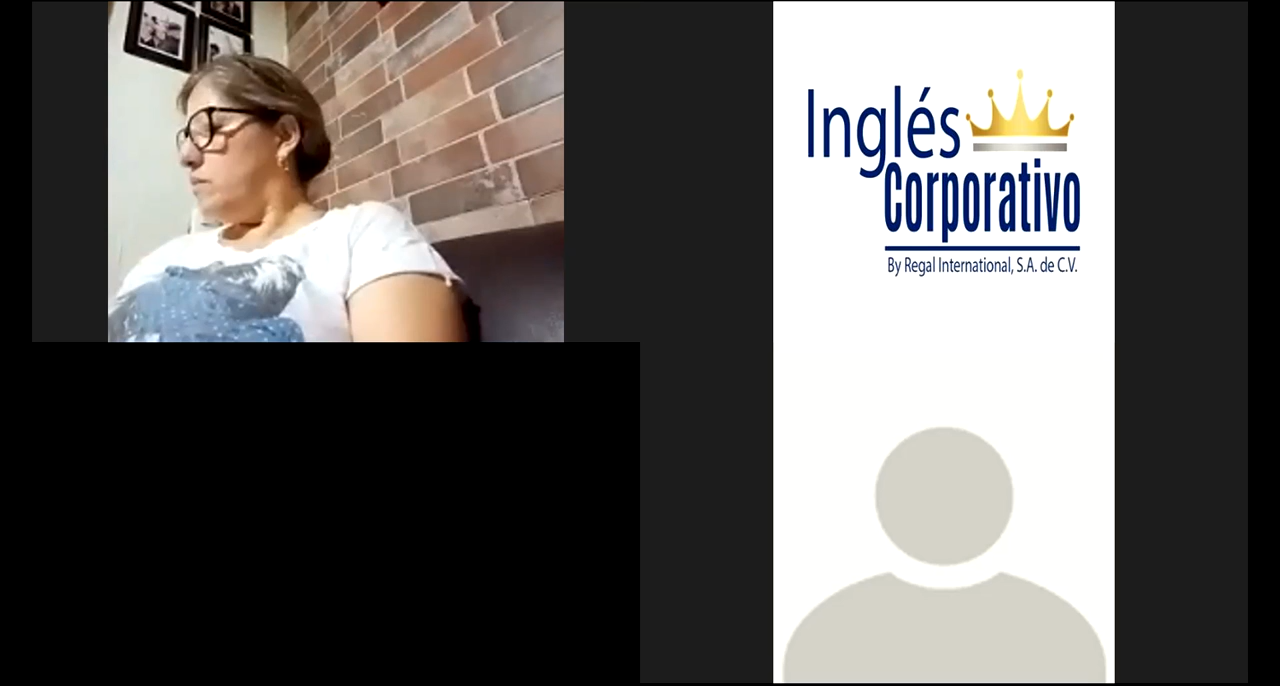 Inglés
Corporativo
By Regal International, S.A. de C.V.